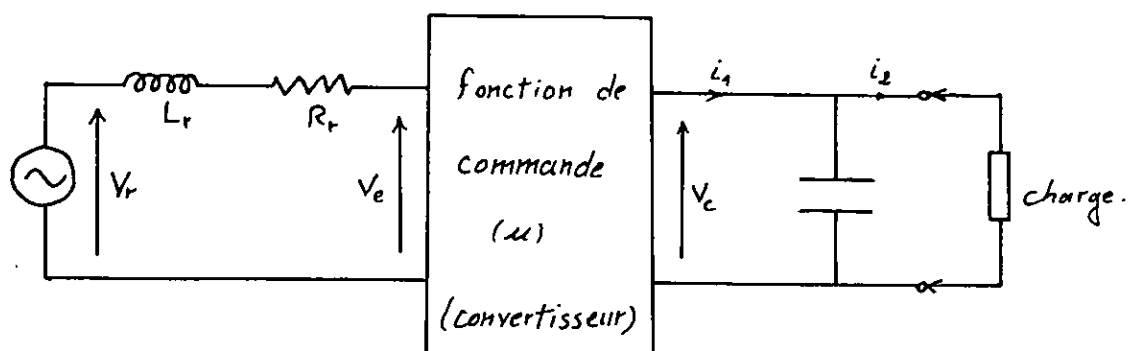 Lr
Rr
Vr
Ve
fonction de
commande
(u)
(convertisseur)
i1
i2
Vc
charge.